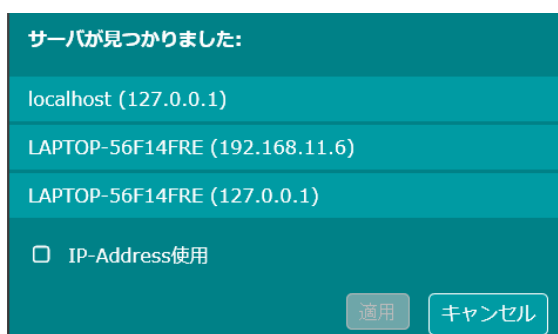 サーバが見つかりました:
localhost (127.0.0.1)
LAPTOP-56F14FRE (192.168.11.6)
LAPTOP-56F14FRE (127.0.0.1)
IP-Address使用
適用 キャンセル